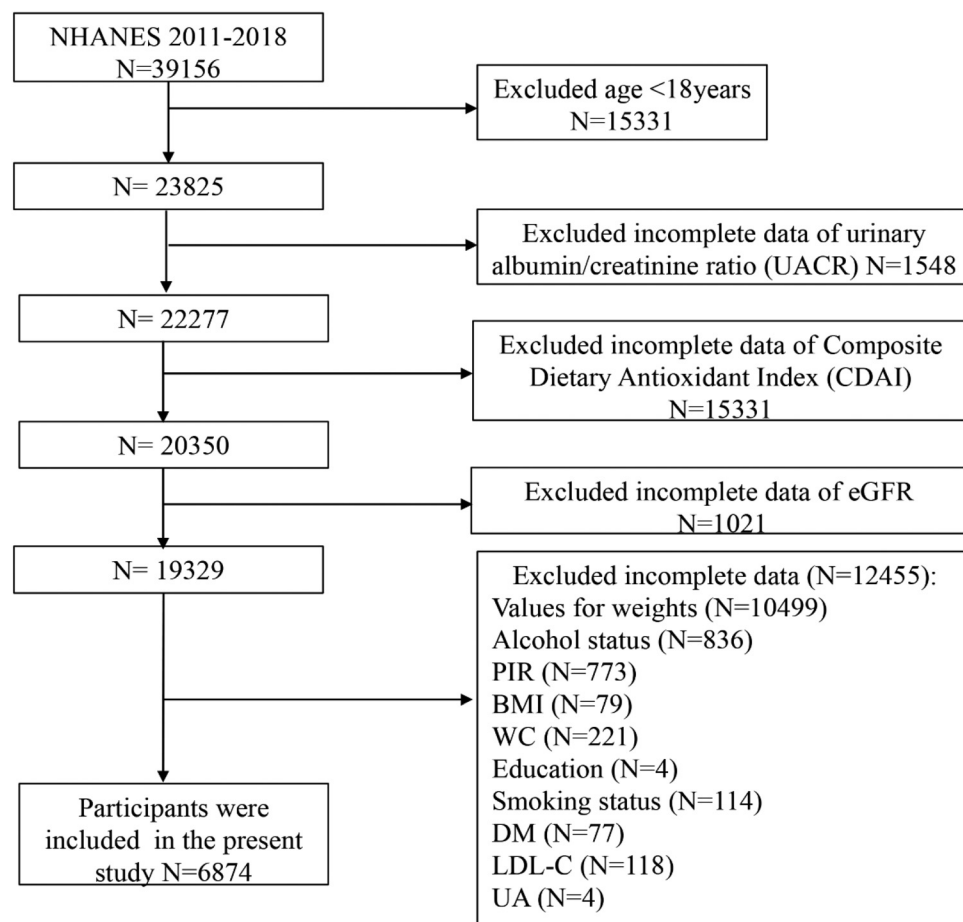 NHANES 2011-2018
N=39156
Excluded age <18years
N=15331
N= 23825
Excluded incomplete data of urinary
albumin/creatinine ratio (UACR) N=1548
N= 22277
Excluded incomplete data of Composite
Dietary Antioxidant Index (CDAI)
N=15331
N= 20350
Excluded incomplete data of eGFR
N=1021
N= 19329
Excluded incomplete data (N=12455):
Values for weights (N=10499)
Alcohol status (N=836)
PIR (N=773)
BMI (N=79)
WC (N=221)
Education (N=4)
Smoking status (N=114)
DM (N=77)
LDL-C (N=118)
UA (N=4)
Participants were
included in the present
study N=6874